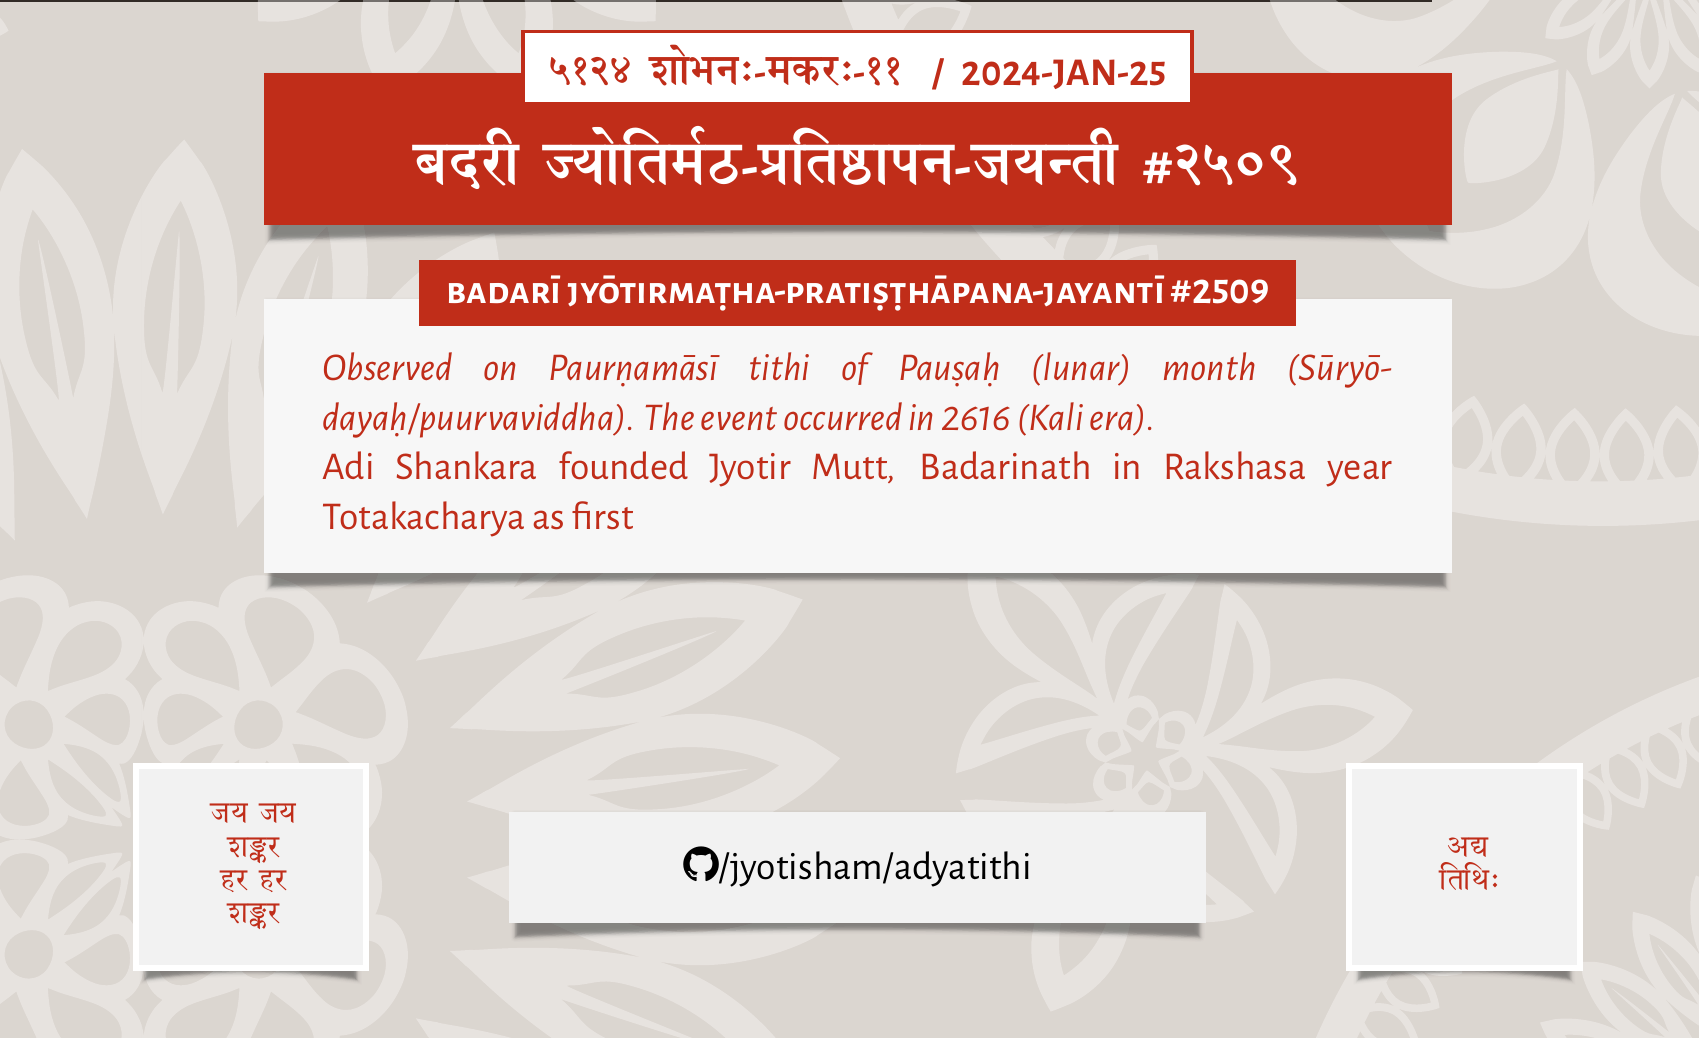 ५१२४ शोभनः-मकरः-११ / 2024-JAN-25
बदरी ज्योतिर्मठ-प्रतिष्ठापन-जयन्ती #२५०९
BADARĪ JYŌTIRMAṬHA-PRATIṢṬHĀPANA-JAYANTĪ #2509
Observed on Paurṇamāsī tithi of Pauṣaḥ (lunar) month (Sūryō-
dayaḥ/puurvaviddha). The event occurred in 2616 (Kali era).
Adi Shankara founded Jyotir Mutt, Badarinath in Rakshasa year
Totakacharya as first
जय जय
शङ्कर
हर हर
शङ्कर
/jyotisham/adyatithi
अद्य
तिथिः